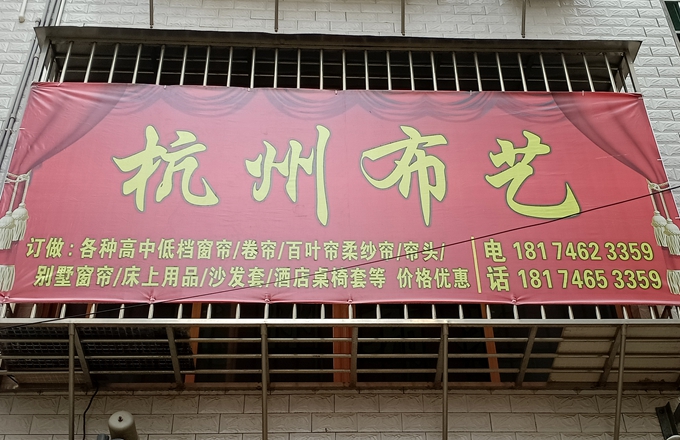 杭州布艺
订做：各种高中低档窗帘/卷帘/百叶帘柔纱帘/帘头/
别墅窗帘/床上用品/沙发套/酒店桌椅套等 价格优惠
电话 181 7462 3359
181 7465 3359